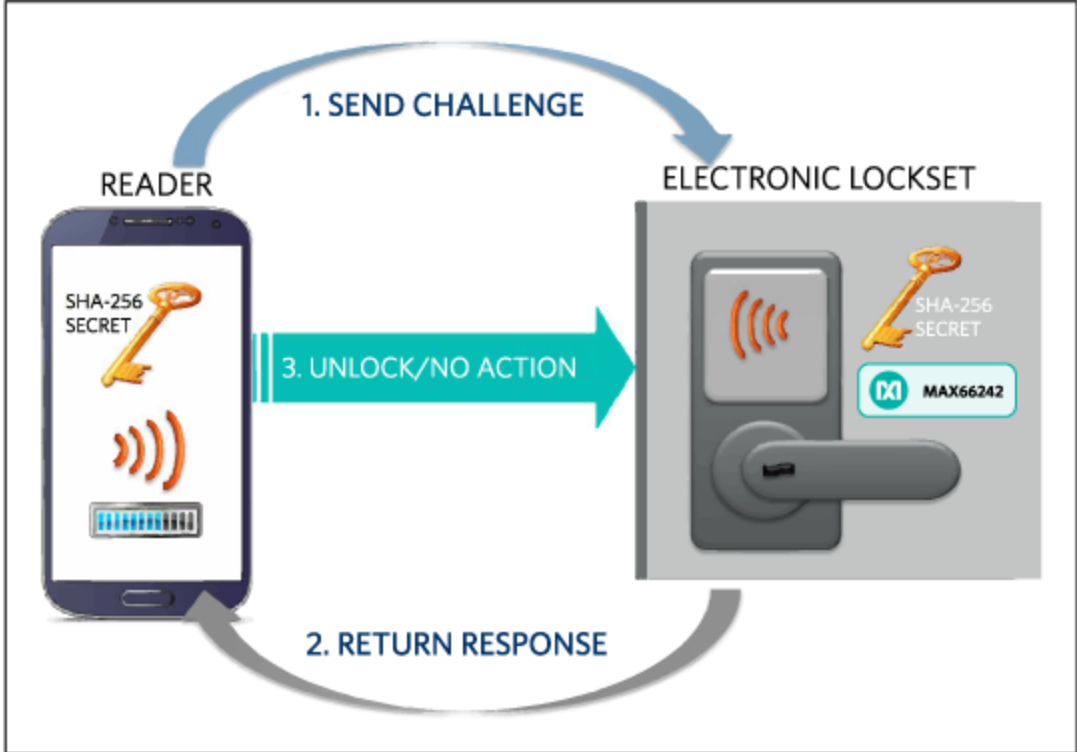 1. SEND CHALLENGE
READER
ELECTRONIC LOCKSET
SHA-256
SECRET
3. UNLOCK/NO ACTION
SHA-256
SECRET
MAX66242
2. RETURN RESPONSE